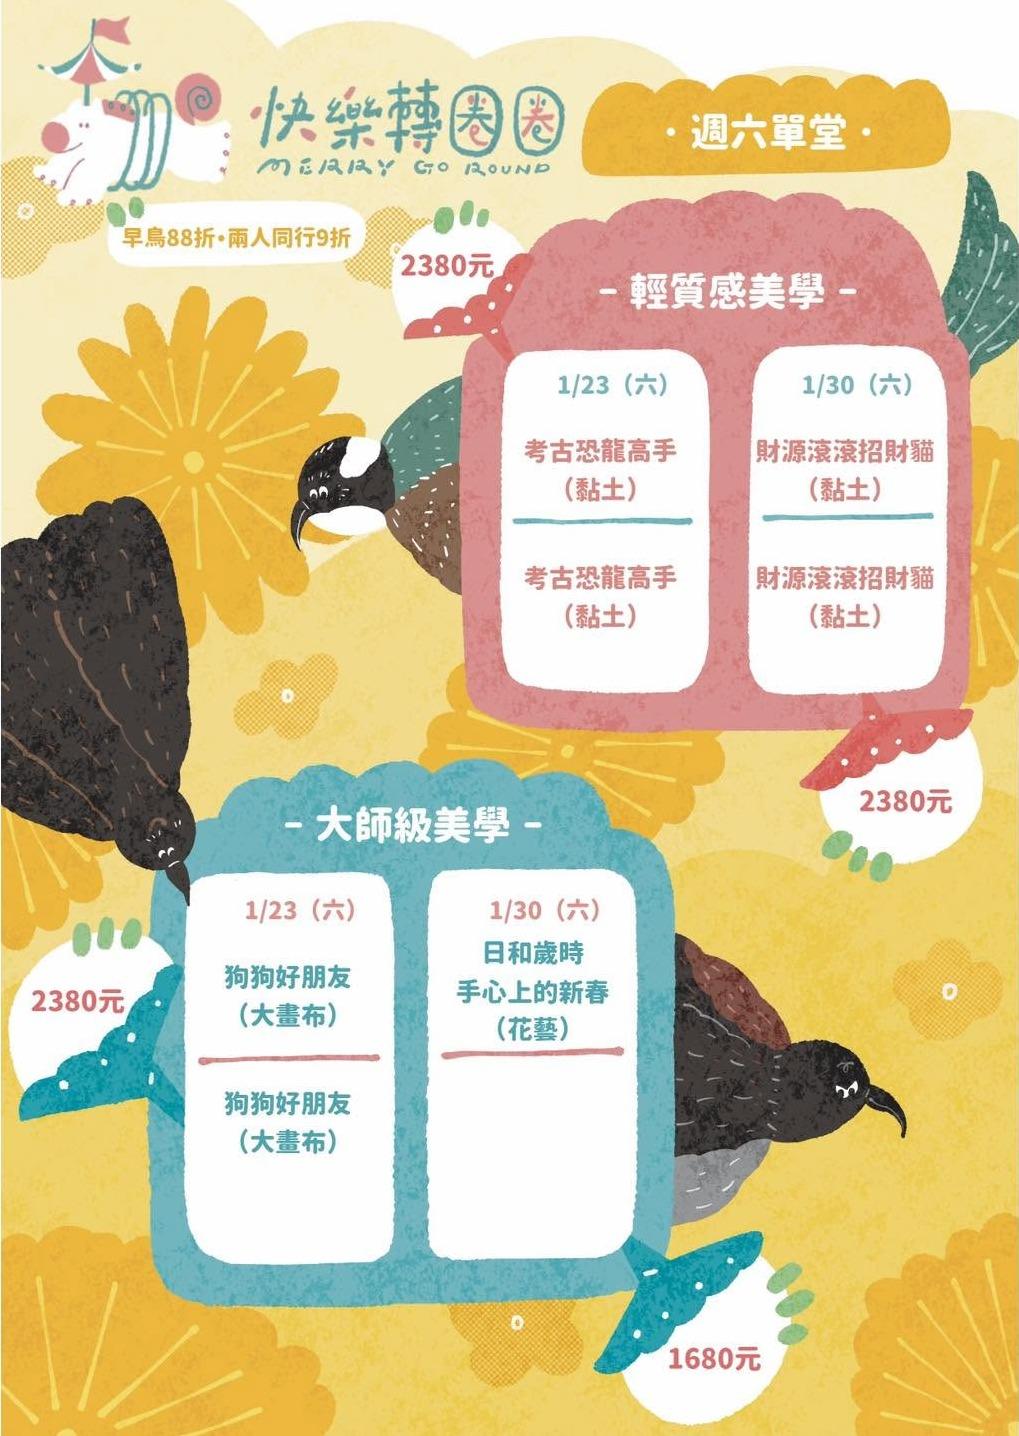 快樂轉圈圈
MERRY GO ROUND
·週六單堂·
早鳥88折•兩人同行9折
2380元
- 輕質感美學 -
1/23（六）
考古恐龍高手
（黏土）
考古恐龍高手
（黏土）
1/30（六）
財源滾滾招財貓
（黏土）
財源滾滾招財貓
（黏土）
2380元
- 大師級美學 -
2380元
1/23（六）
狗狗好朋友
（大畫布）
狗狗好朋友
（大畫布）
1/30（六）
日和歲時
手心上的新春
（花藝）
1680元